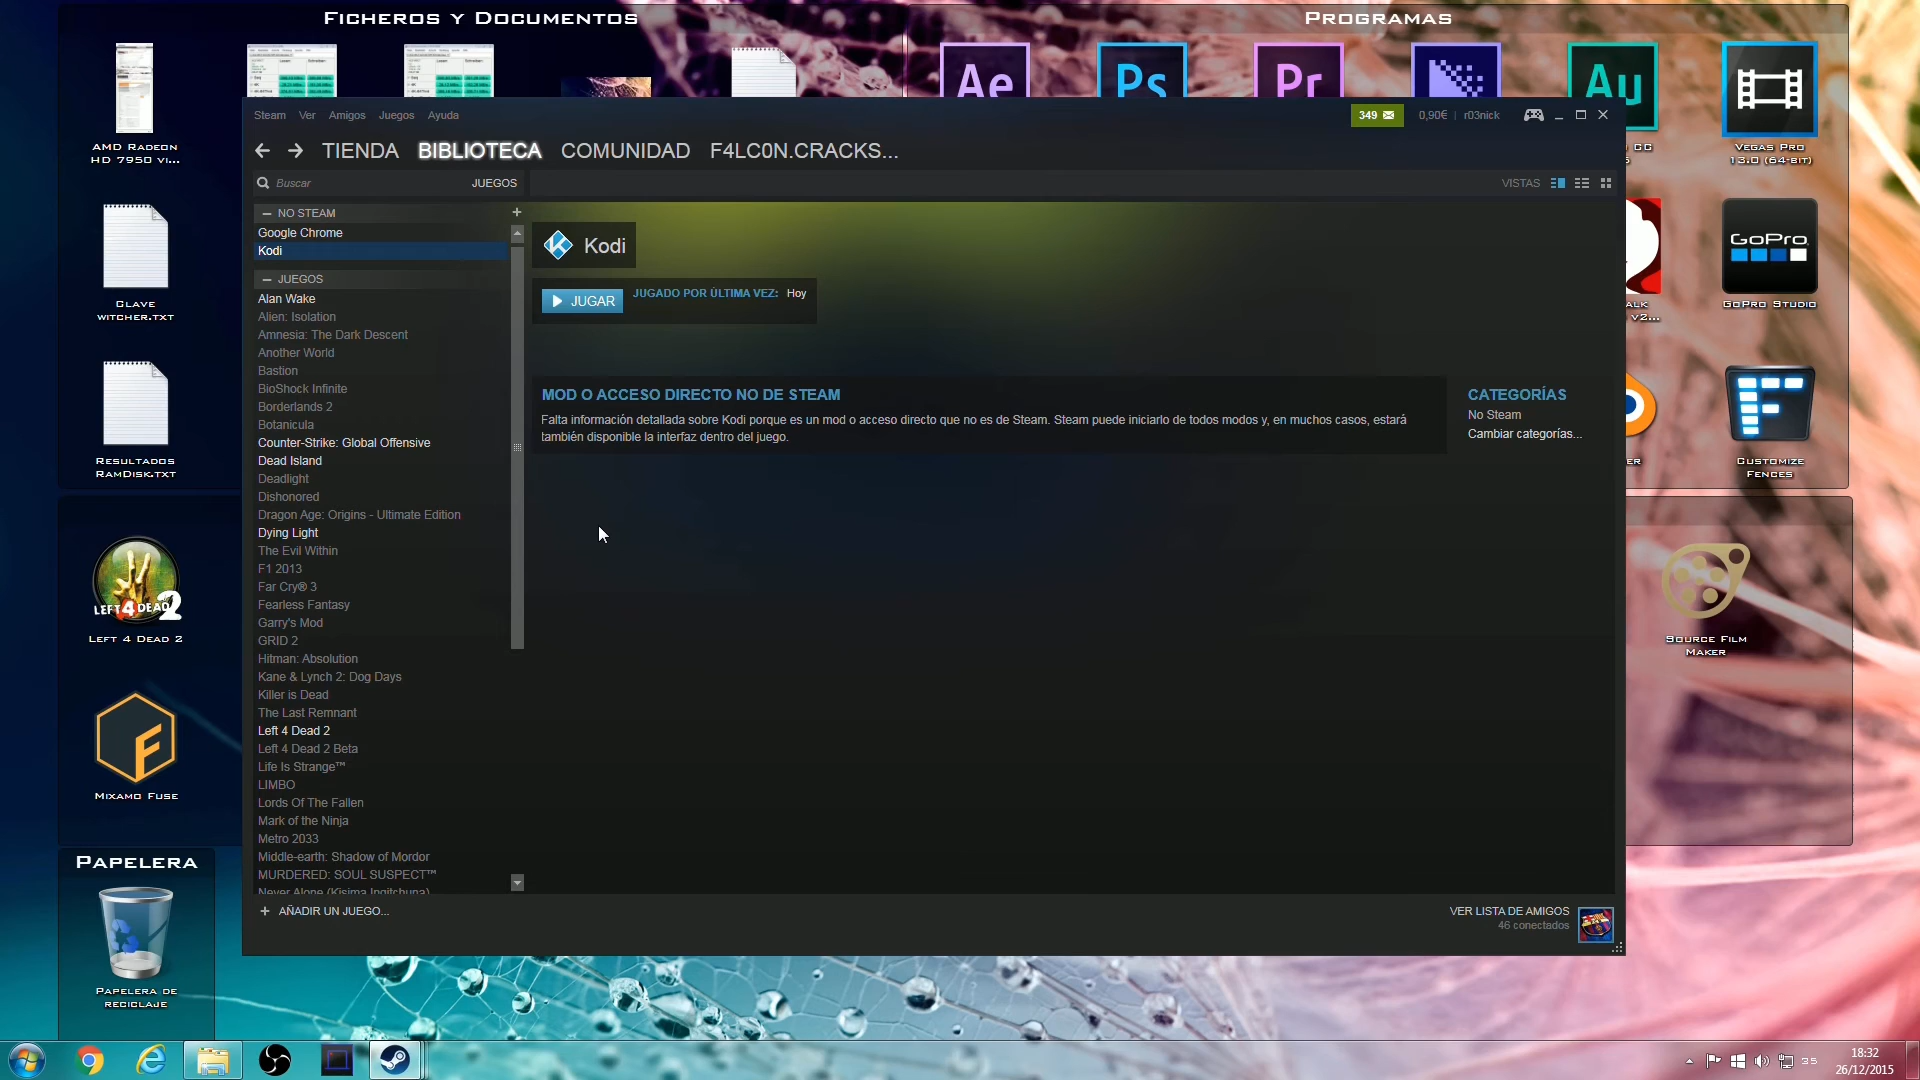 Ficheros y Documentos
Programas
Ae
Ps
Pr
Au
AMD Radeon
HD 7950 vi...
Vegas Pro
13.0 (64-bit)
Steam Ver Amigos Juegos Ayuda
349
0,90€ | r03nick
TIENDA BIBLIOTECA COMUNIDAD F4LC0N.CRACKS...
Buscar
JUEGOS
VISTAS
NO STEAM
Google Chrome
Kodi
JUEGOS
Alan Wake
Alien: Isolation
Amnesia: The Dark Descent
Another World
Bastion
BioShock Infinite
Borderlands 2
Botanicula
Counter-Strike: Global Offensive
Dead Island
Deadlight
Dishonored
Dragon Age: Origins - Ultimate Edition
Dying Light
The Evil Within
F1 2013
Far Cry® 3
Fearless Fantasy
Garry's Mod
GRID 2
Hitman: Absolution
Kane & Lynch 2: Dog Days
Killer is Dead
The Last Remnant
Left 4 Dead 2
Left 4 Dead 2 Beta
Life Is Strange™
LIMBO
Lords Of The Fallen
Mark of the Ninja
Metro 2033
Middle-earth: Shadow of Mordor
MURDERED: SOUL SUSPECT™
Never Alone (Kisima Ingitchuna)
Kodi
JUGAR
JUGADO POR ÚLTIMA VEZ: Hoy
MOD O ACCESO DIRECTO NO DE STEAM
Falta información detallada sobre Kodi porque es un mod o acceso directo que no es de Steam. Steam puede iniciarlo de todos modos y, en muchos casos, estará
también disponible la interfaz dentro del juego.
CATEGORÍAS
No Steam
Cambiar categorías...
AÑADIR UN JUEGO...
VER LISTA DE AMIGOS
46 conectados
Clave
witcher.txt
Resultados
RamDisk.txt
LEFT 4 DEAD 2
Left 4 Dead 2
Mixamo Fuse
Papelera
Papelera de
reciclaje
CC
GoPro
GoPro Studio
v2...
Customize
Fences
Source Film
Maker
35
18:32
26/12/2015